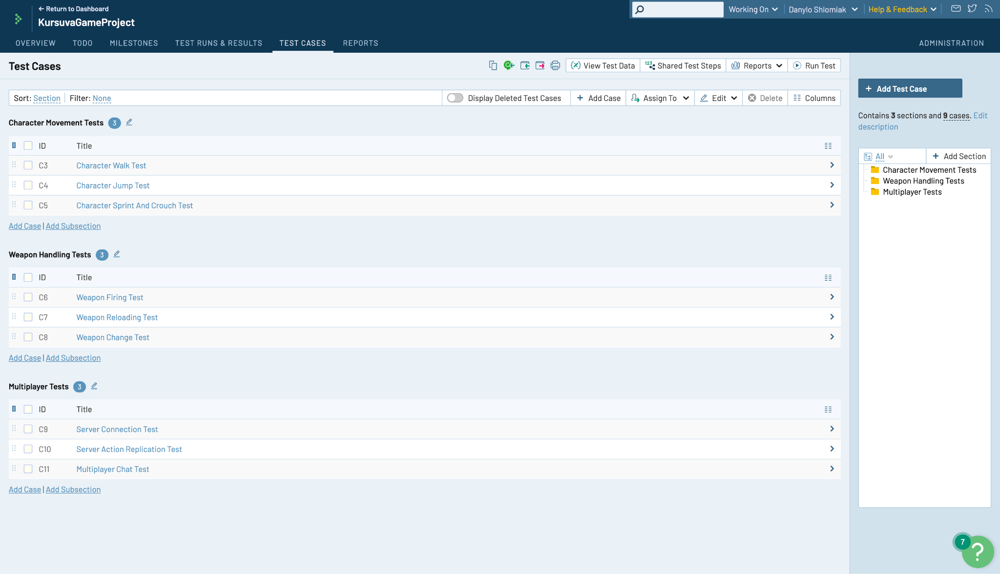 ← Return to Dashboard
KursuvaGameProject
Working On
Danylo Shlomiak
Help & Feedback
OVERVIEW
TODO
MILESTONES
TEST RUNS & RESULTS
TEST CASES
REPORTS
ADMINISTRATION
Test Cases
View Test Data
123 Shared Test Steps
Reports
Run Test
+ Add Test Case
Sort: Section
Filter: None
Display Deleted Test Cases
+ Add Case
Assign To
Edit
Delete
Columns
Contains 3 sections and 9 cases. Edit
description
Character Movement Tests 3
ID Title
C3 Character Walk Test
C4 Character Jump Test
C5 Character Sprint And Crouch Test
Add Case | Add Subsection
Weapon Handling Tests 3
ID Title
C6 Weapon Firing Test
C7 Weapon Reloading Test
C8 Weapon Change Test
Add Case | Add Subsection
Multiplayer Tests 3
ID Title
C9 Server Connection Test
C10 Server Action Replication Test
C11 Multiplayer Chat Test
Add Case | Add Subsection
All
+ Add Section
Character Movement Tests
Weapon Handling Tests
Multiplayer Tests
7
?